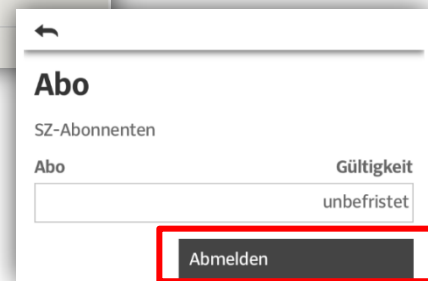 Abo
SZ-Abonnenten
Abo Gültigkeit
unbefristet
Abmelden